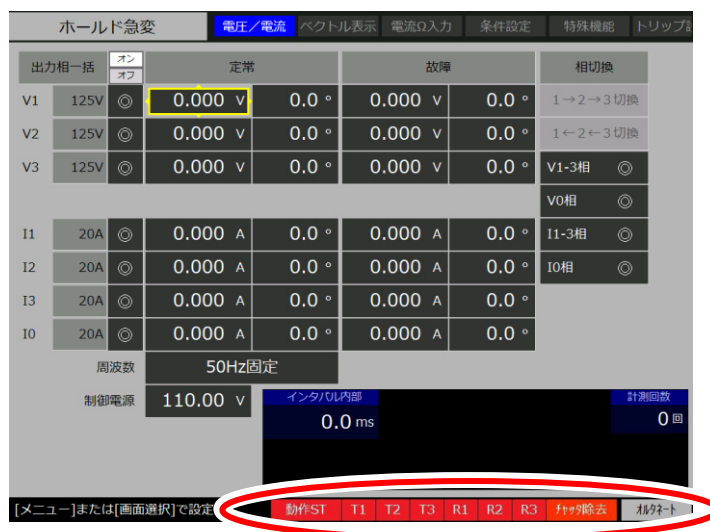 ホールド急変 電圧／電流 ベクトル表示 電流Ω入力 条件設定 特殊機能 トリップ
出力相一括 オン オフ 定常 故障 相切換
V1 125V ◎ 0.000 V 0.0 ° 0.000 V 0.0 ° 1→2→3切換
V2 125V ◎ 0.000 V 0.0 ° 0.000 V 0.0 ° 1←2←3切換
V3 125V ◎ 0.000 V 0.0 ° 0.000 V 0.0 ° V1-3相 ◎
V0相 ◎
I1 20A ◎ 0.000 A 0.0 ° 0.000 A 0.0 ° I1-3相 ◎
I2 20A ◎ 0.000 A 0.0 ° 0.000 A 0.0 ° I0相 ◎
I3 20A ◎ 0.000 A 0.0 ° 0.000 A 0.0 °
I0 20A ◎ 0.000 A 0.0 ° 0.000 A 0.0 °
周波数 50Hz固定
制御電源 110.00 V インタバル内部 計測回数
0.0 ms 0 回
[メニュー]または[画面選択]で設定 動作ST T1 T2 T3 R1 R2 R3 ﾁｬｯﾀ除去 ｵﾙﾀﾈｰﾄ